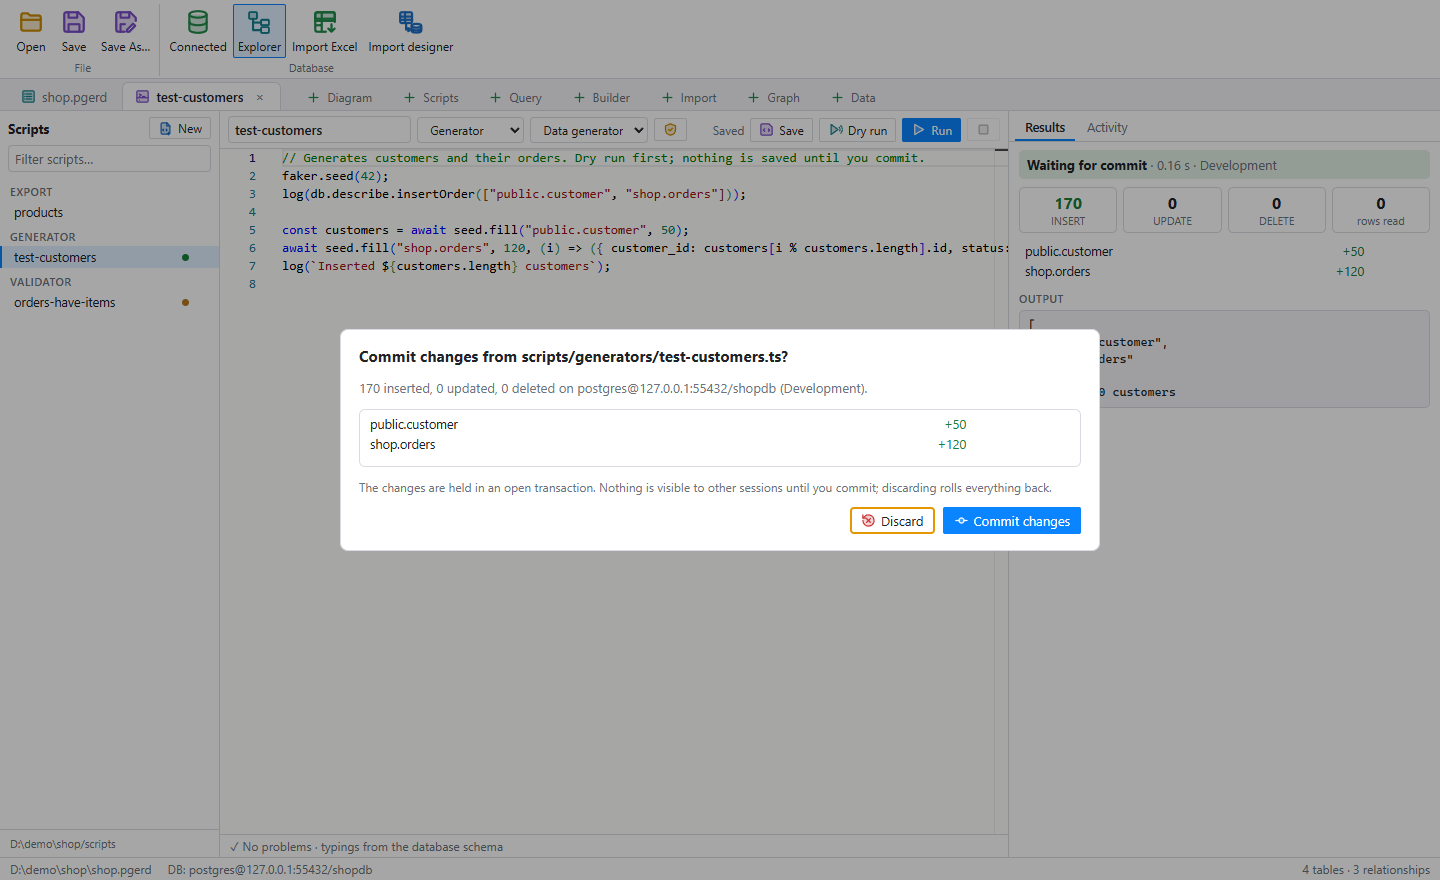 Open
Save
Save As...
Connected
Explorer
Import Excel
Import designer
File
Database
shop.pgerd
test-customers ×
+ Diagram
+ Scripts
+ Query
+ Builder
+ Import
+ Graph
+ Data
Scripts
New
Filter scripts...
EXPORT
products
GENERATOR
test-customers
VALIDATOR
orders-have-items
D:\demo\shop/scripts
test-customers
Generator
Data generator
Saved
Save
Dry run
Run
1 // Generates customers and their orders. Dry run first; nothing is saved until you commit.
2 faker.seed(42);
3 log(db.describe.insertOrder(["public.customer", "shop.orders"]));
4
5 const customers = await seed.fill("public.customer", 50);
6 await seed.fill("shop.orders", 120, (i) => ({ customer_id: customers[i % customers.length].id, status:
7 log(`Inserted ${customers.length} customers`);
8
✓ No problems · typings from the database schema
Results
Activity
Waiting for commit · 0.16 s · Development
170
INSERT
0
UPDATE
0
DELETE
0
rows read
public.customer +50
shop.orders +120
OUTPUT
[
customer",
ders"
0 customers
Commit changes from scripts/generators/test-customers.ts?
170 inserted, 0 updated, 0 deleted on postgres@127.0.0.1:55432/shopdb (Development).
public.customer +50
shop.orders +120
The changes are held in an open transaction. Nothing is visible to other sessions until you commit; discarding rolls everything back.
Discard
Commit changes
D:\demo\shop\shop.pgerd
DB: postgres@127.0.0.1:55432/shopdb
4 tables · 3 relationships